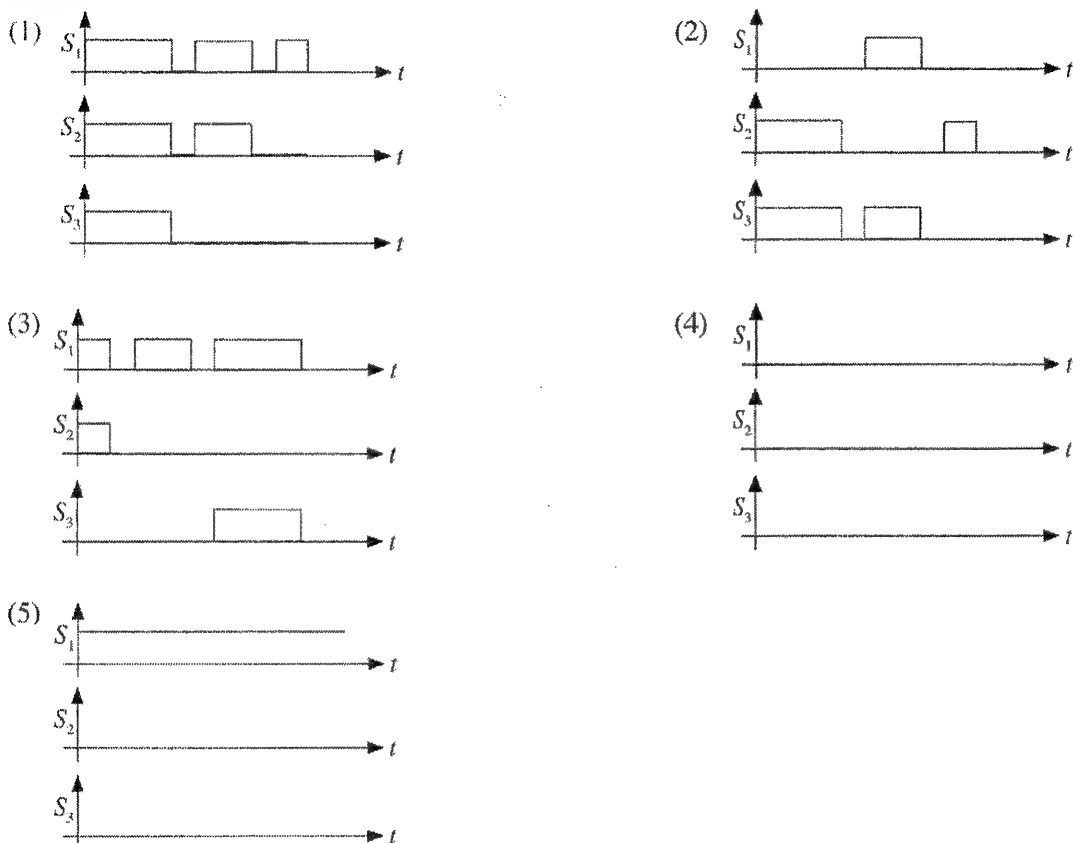 (1) S₁ t
S₂ t
S₃ t
(2) S₁ t
S₂ t
S₃ t
(3) S₁ t
S₂ t
S₃ t
(4) S₁ t
S₂ t
S₃ t
(5) S₁ t
S₂ t
S₃ t